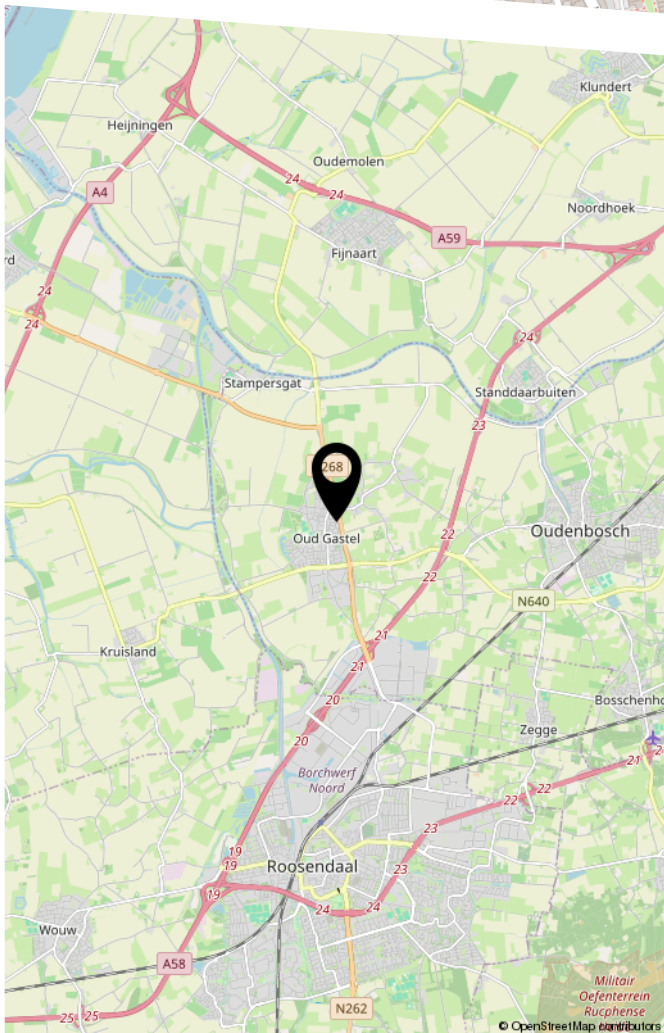 Klundert
Heijningen
Oudemolen
24
24
A4
Noordhoek
A59
Fijnaart
rd
24
24
24
Stampersgat
Standdaarbuiten
23
268
Oud Gastel
22
Oudenbosch
22
N640
21
21
Kruisland
20
Bosschenho
Zegge
20
21
Borchwerf
Noord
22
22
19
23
19
Roosendaal
23
19
24
24
Wouw
A58
N262
25
25
Militair
Oefenterrein
Rucphense
© OpenStreetMap contributors